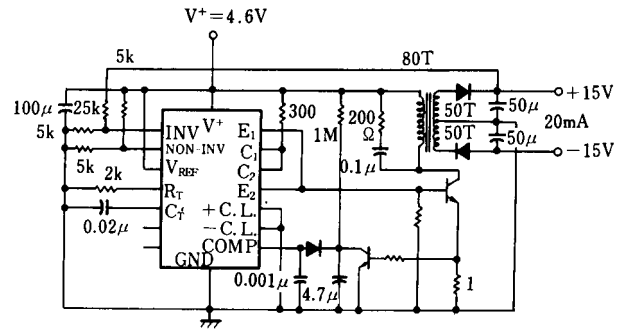 V⁺=4.6V
5k
80T
100μ
25k
5k
5k
2k
0.02μ
INV
V⁺
NON-INV
V_REF
R_T
C_T
GND
E₁
C₁
C₂
E₂
+C.L.
−C.L.
COMP
300
1M
200
Ω
0.1μ
50T
50T
50μ
50μ
+15V
20mA
−15V
0.001μ
4.7μ
1